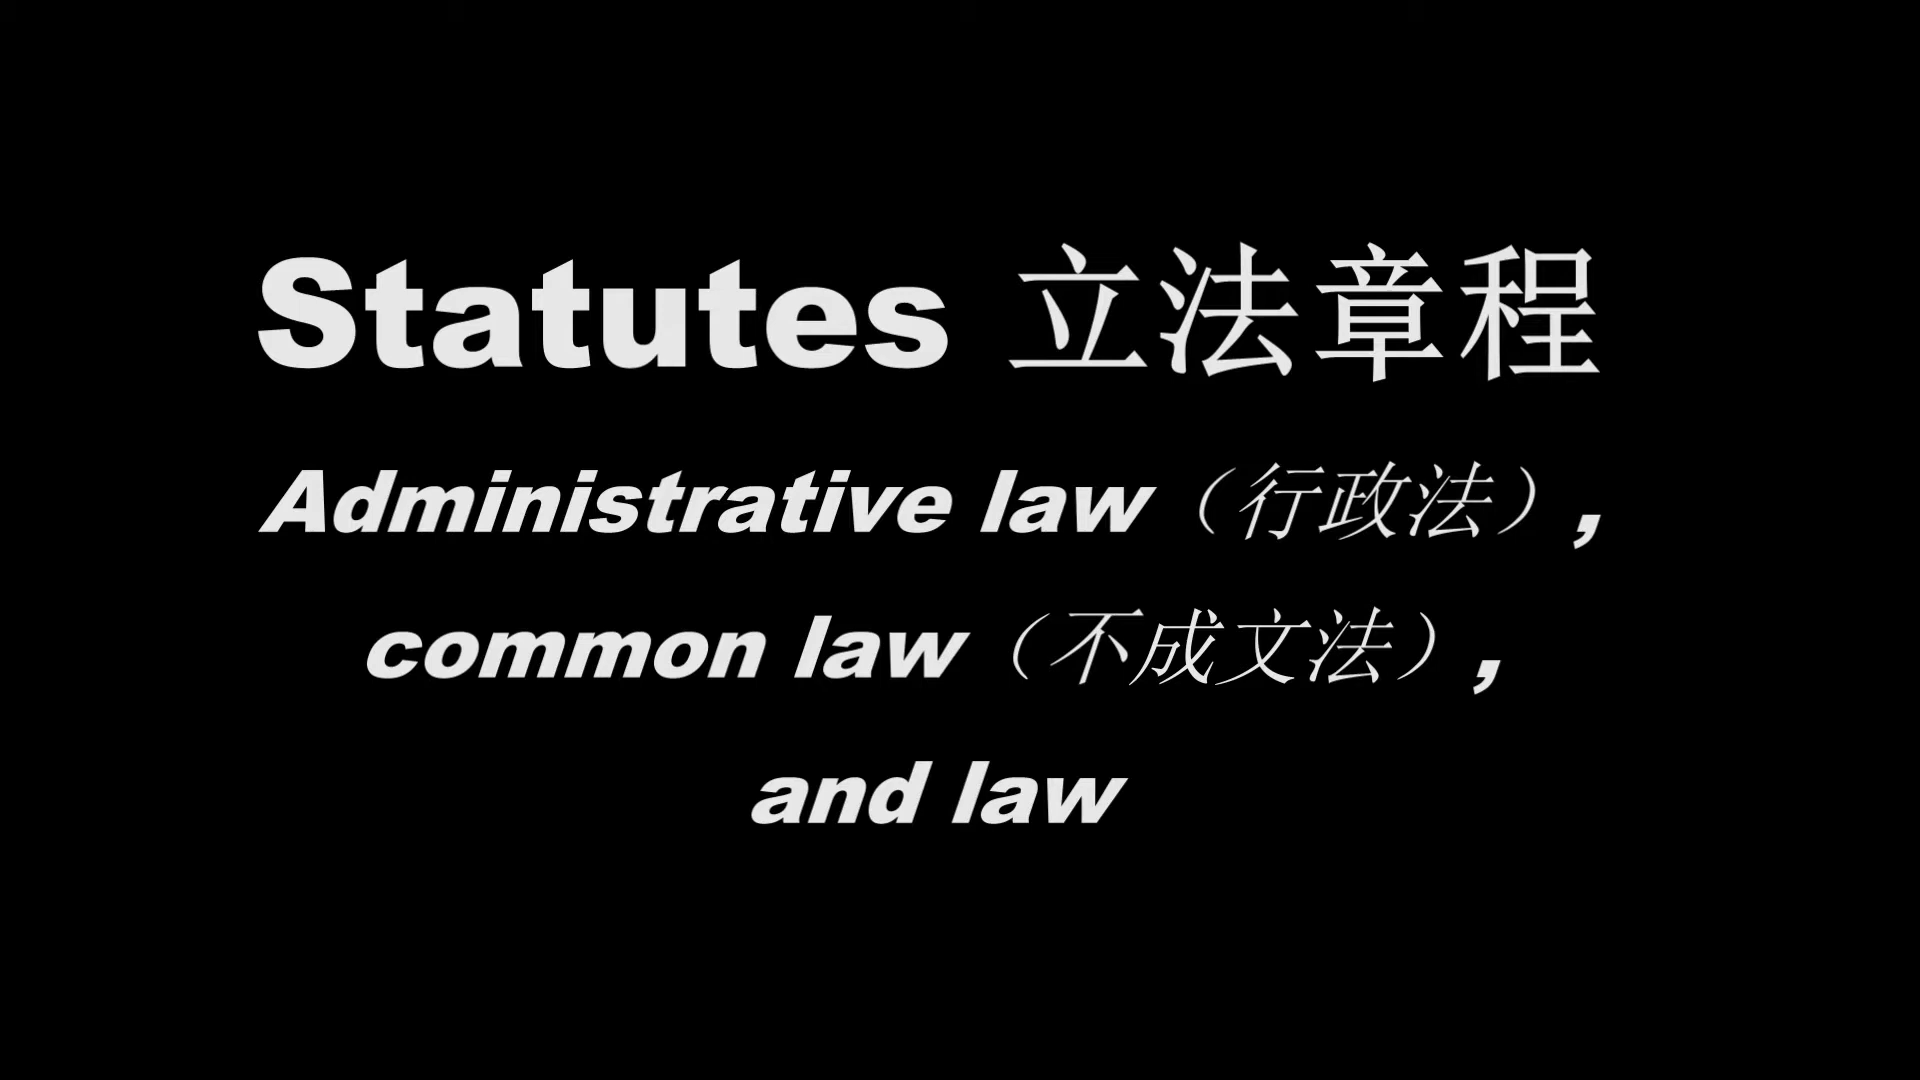 Statutes 立法章程
Administrative law（行政法）,
common law（不成文法）,
and law